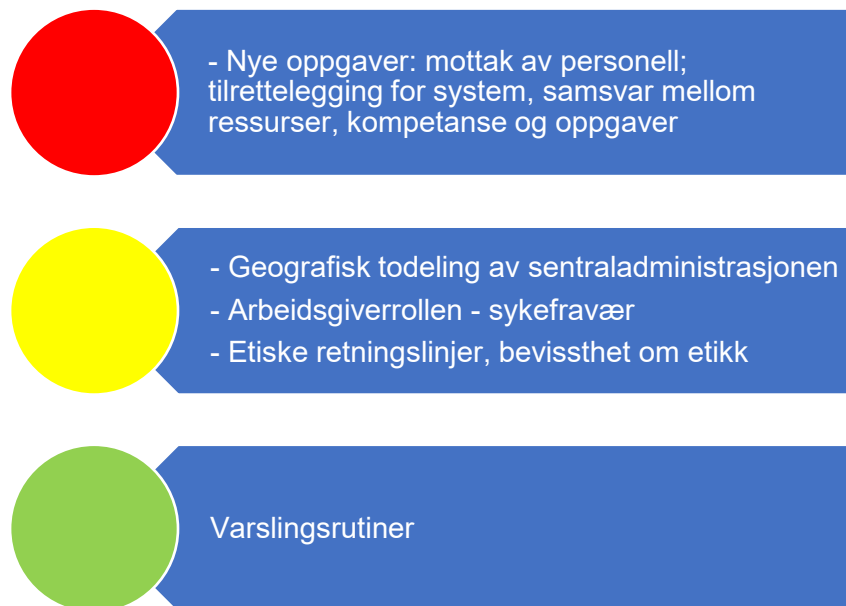 - Nye oppgaver: mottak av personell;
tilrettelegging for system, samsvar mellom
ressurser, kompetanse og oppgaver
- Geografisk todeling av sentraladministrasjonen
- Arbeidsgiverrollen - sykefravær
- Etiske retningslinjer, bevissthet om etikk
Varslingsrutiner